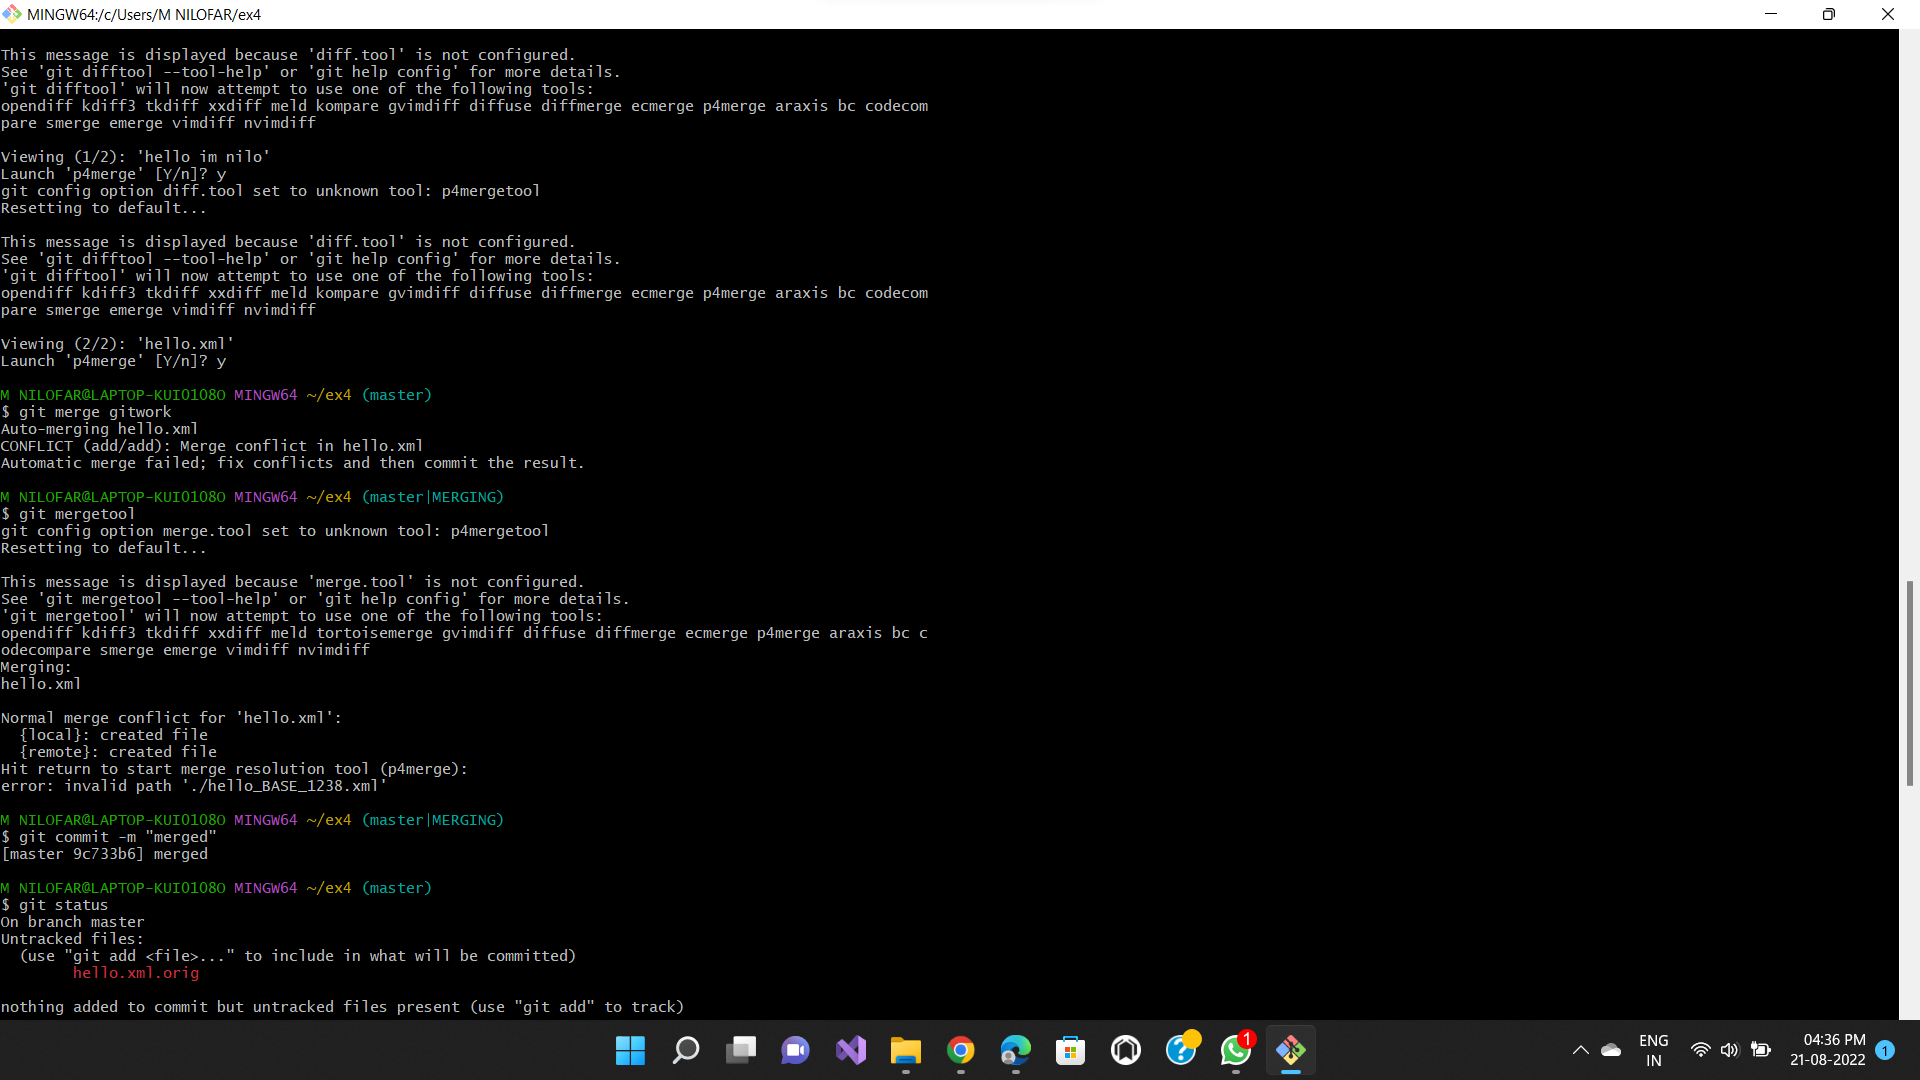 MINGW64:/c/Users/M NILOFAR/ex4
This message is displayed because 'diff.tool' is not configured.
See 'git difftool --tool-help' or 'git help config' for more details.
'git difftool' will now attempt to use one of the following tools:
opendiff kdiff3 tkdiff xxdiff meld kompare gvimdiff diffuse diffmerge ecmerge p4merge araxis bc codecom
pare smerge emerge vimdiff nvimdiff
Viewing (1/2): 'hello im nilo'
Launch 'p4merge' [Y/n]? y
git config option diff.tool set to unknown tool: p4mergetool
Resetting to default...
This message is displayed because 'diff.tool' is not configured.
See 'git difftool --tool-help' or 'git help config' for more details.
'git difftool' will now attempt to use one of the following tools:
opendiff kdiff3 tkdiff xxdiff meld kompare gvimdiff diffuse diffmerge ecmerge p4merge araxis bc codecom
pare smerge emerge vimdiff nvimdiff
Viewing (2/2): 'hello.xml'
Launch 'p4merge' [Y/n]? y
M NILOFAR@LAPTOP-KUI0108O MINGW64 ~/ex4 (master)
$ git merge gitwork
Auto-merging hello.xml
CONFLICT (add/add): Merge conflict in hello.xml
Automatic merge failed; fix conflicts and then commit the result.
M NILOFAR@LAPTOP-KUI0108O MINGW64 ~/ex4 (master|MERGING)
$ git mergetool
git config option merge.tool set to unknown tool: p4mergetool
Resetting to default...
This message is displayed because 'merge.tool' is not configured.
See 'git mergetool --tool-help' or 'git help config' for more details.
'git mergetool' will now attempt to use one of the following tools:
opendiff kdiff3 tkdiff xxdiff meld tortoisemerge gvimdiff diffuse diffmerge ecmerge p4merge araxis bc c
odecompare smerge emerge vimdiff nvimdiff
Merging:
hello.xml
Normal merge conflict for 'hello.xml':
  {local}: created file
  {remote}: created file
Hit return to start merge resolution tool (p4merge):
error: invalid path './hello_BASE_1238.xml'
M NILOFAR@LAPTOP-KUI0108O MINGW64 ~/ex4 (master|MERGING)
$ git commit -m "merged"
[master 9c733b6] merged
M NILOFAR@LAPTOP-KUI0108O MINGW64 ~/ex4 (master)
$ git status
On branch master
Untracked files:
  (use "git add <file>..." to include in what will be committed)
        hello.xml.orig
nothing added to commit but untracked files present (use "git add" to track)
1
ENG
IN
04:36 PM
21-08-2022
1